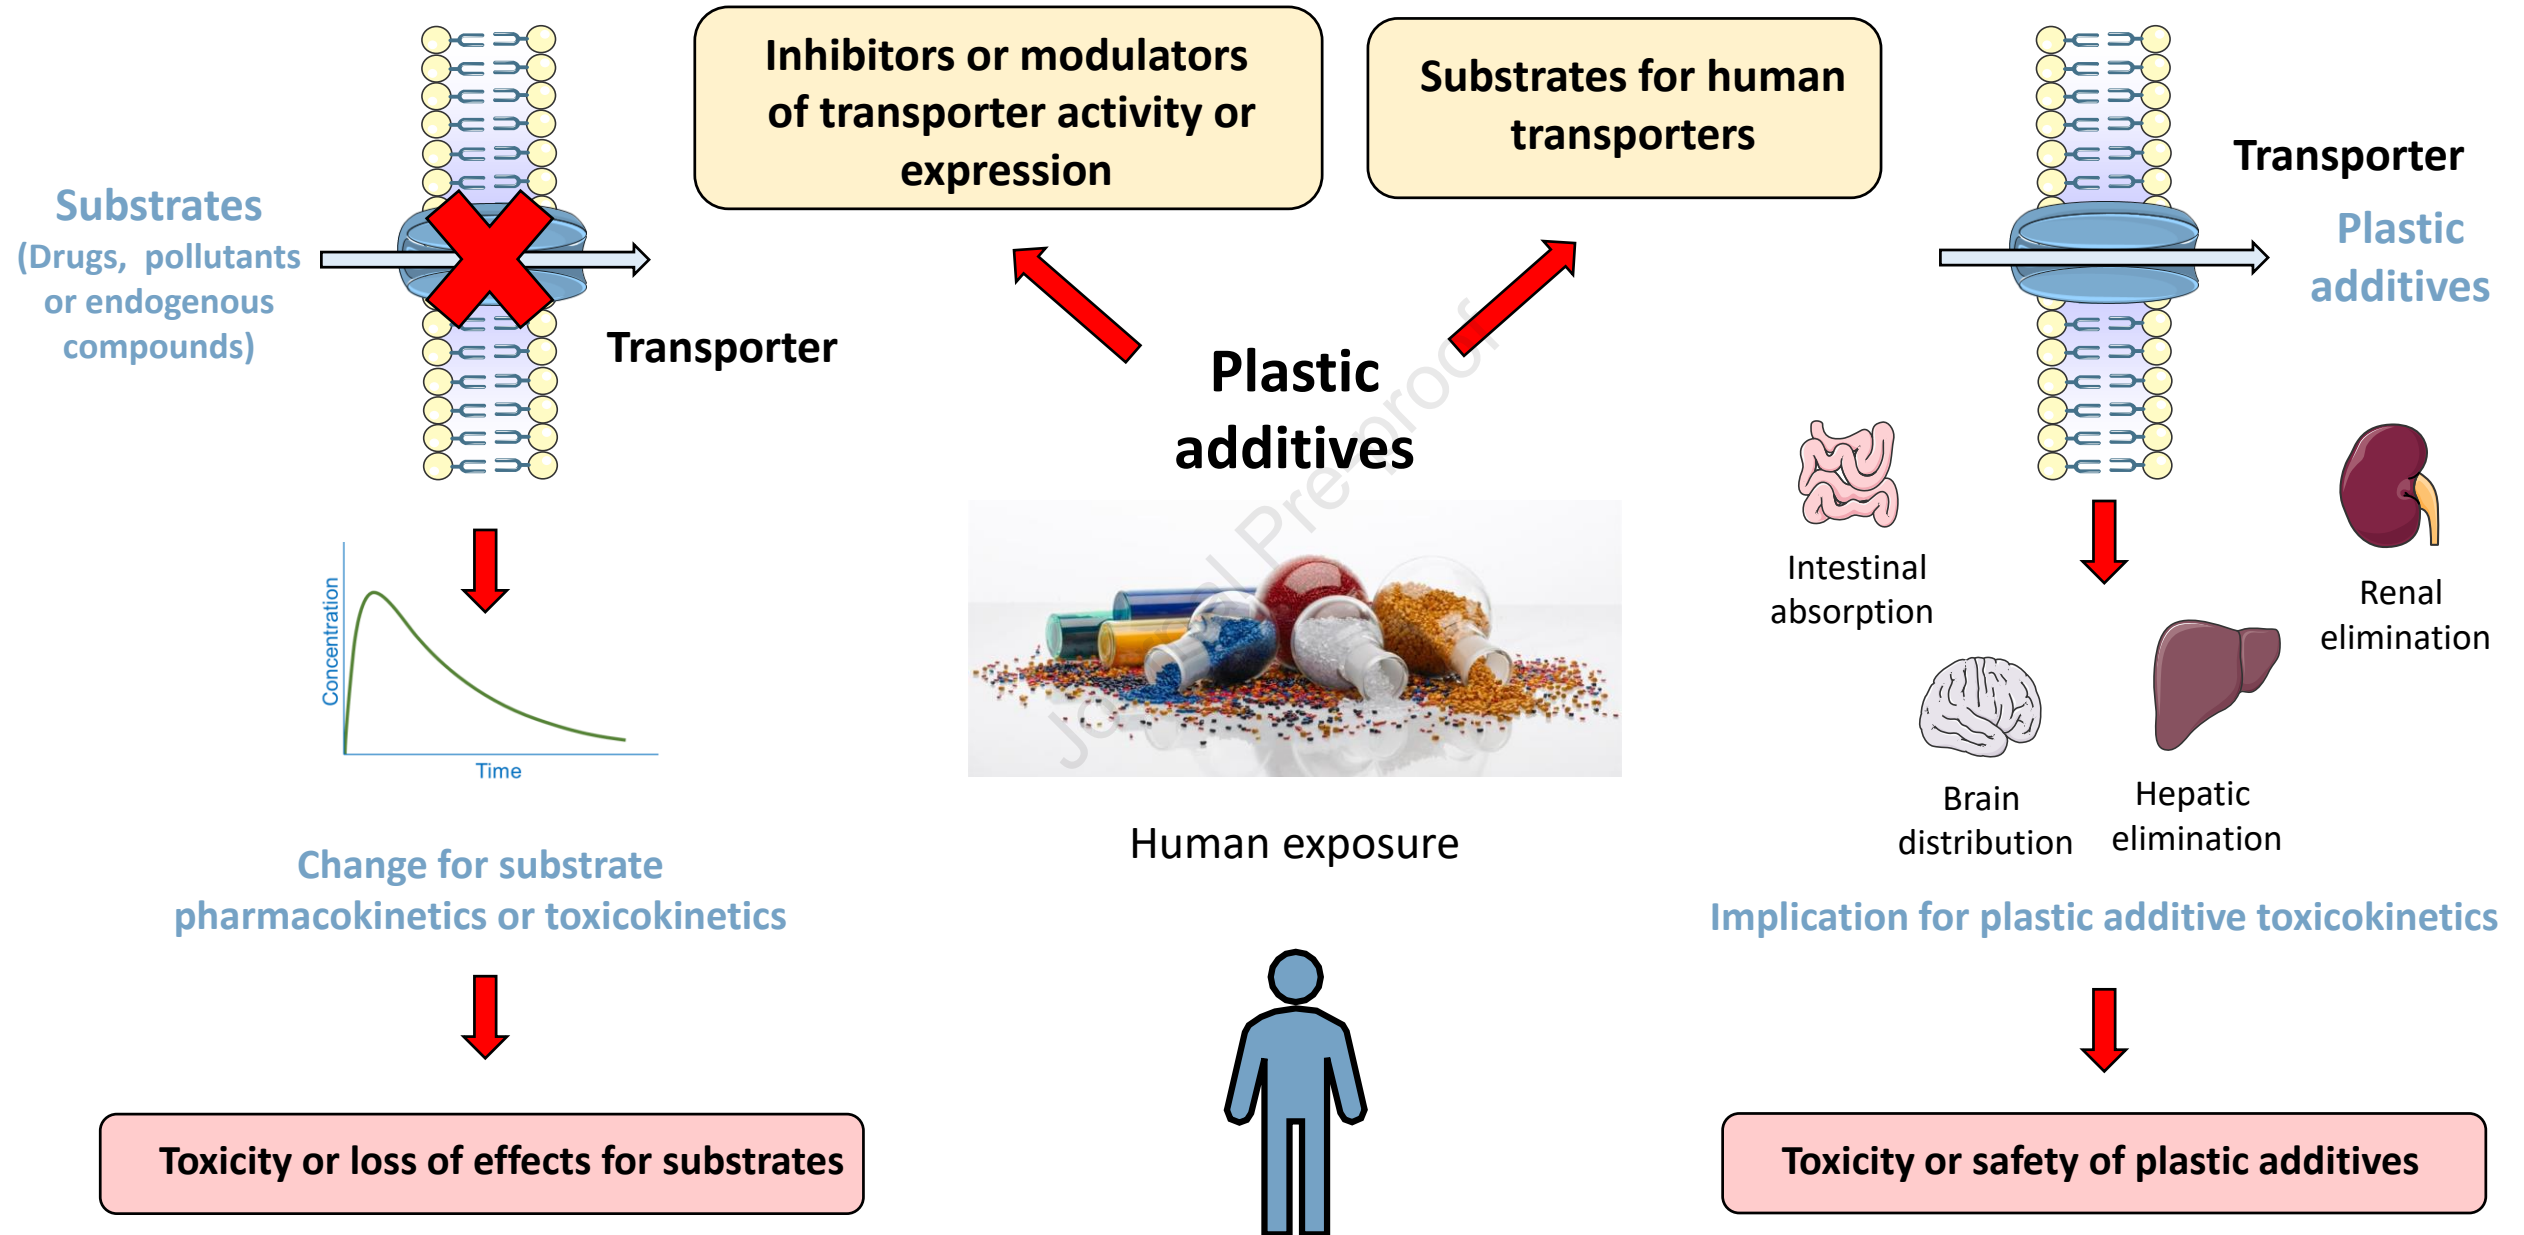 Inhibitors or modulators
of transporter activity or
expression
Substrates for human
transporters
Substrates
(Drugs, pollutants
or endogenous
compounds)
Transporter
Transporter
Plastic
additives
Plastic
additives
Concentration
Time
Change for substrate
pharmacokinetics or toxicokinetics
Toxicity or loss of effects for substrates
Human exposure
Intestinal
absorption
Renal
elimination
Brain
distribution
Hepatic
elimination
Implication for plastic additive toxicokinetics
Toxicity or safety of plastic additives
Journal Pre-proof